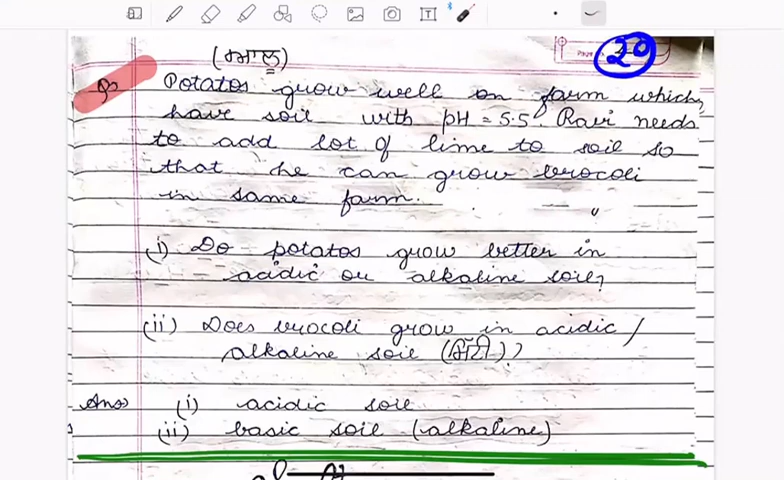 (ਆਲੂ)
20
Q: Potatos grow well on farm which
have soil with pH = 5.5. Ravi needs
to add lot of lime to soil so
that he can grow brocoli
in same farm.
(i) Do potatos grow better in
acidic or alkaline soil?
(ii) Does brocoli grow in acidic/
alkaline soil (ਮਿੱਟੀ)?
Ans (i) acidic soil
(ii) basic soil (alkaline)